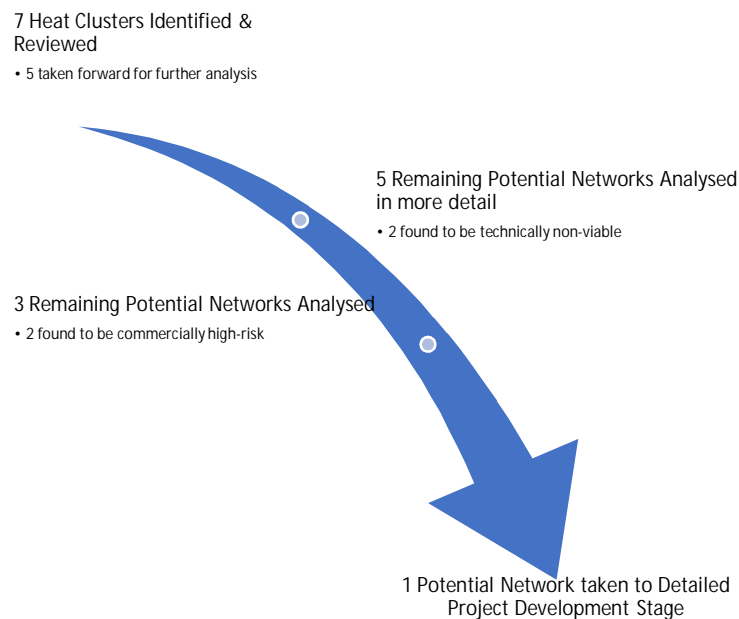 7 Heat Clusters Identified &
Reviewed
• 5 taken forward for further analysis
5 Remaining Potential Networks Analysed
in more detail
• 2 found to be technically non-viable
3 Remaining Potential Networks Analysed
• 2 found to be commercially high-risk
1 Potential Network taken to Detailed
Project Development Stage